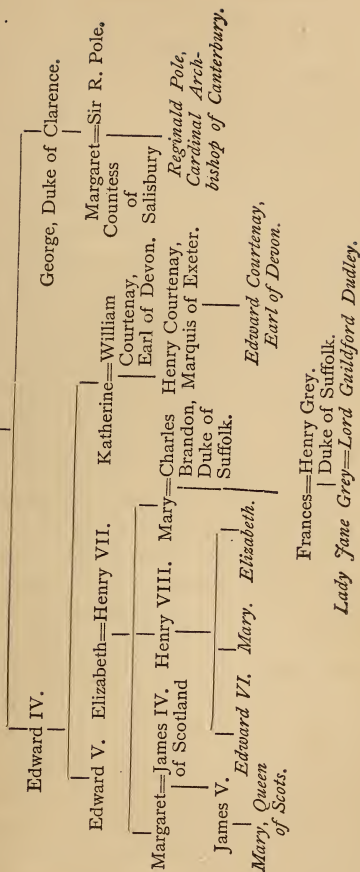 Edward IV.
George, Duke of Clarence.
Edward V. Elizabeth=Henry VII.
Katherine=William
Courtenay,
Earl of Devon.
Margaret=Sir R. Pole.
Countess
of
Salisbury
Margaret=James IV.
of Scotland
Henry VIII.
Mary=Charles
Brandon,
Duke of
Suffolk.
Henry Courtenay,
Marquis of Exeter.
Reginald Pole,
Cardinal Arch-
bishop of Canterbury.
James V.
Edward VI. Mary. Elizabeth.
Edward Courtenay,
Earl of Devon.
Mary, Queen
of Scots.
Frances=Henry Grey.
Duke of Suffolk.
Lady Jane Grey=Lord Guildford Dudley.